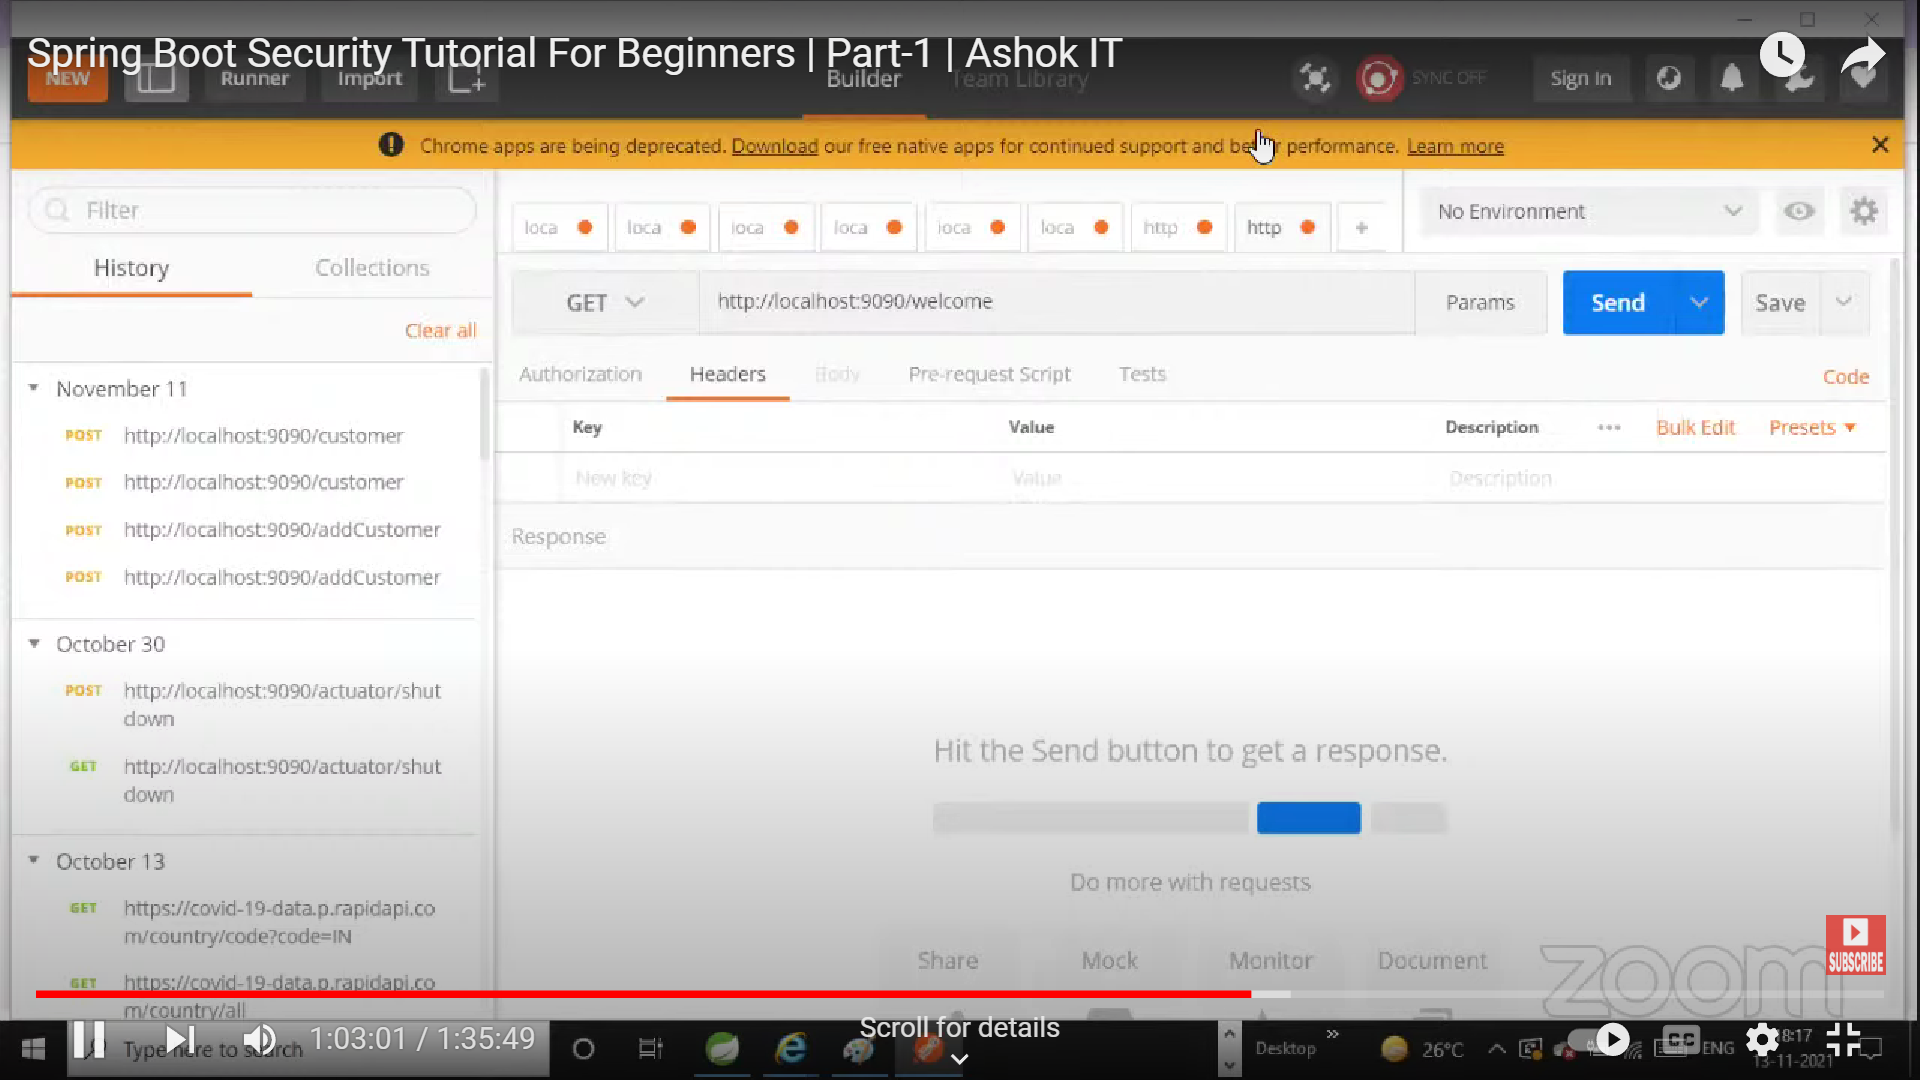 Spring Boot Security Tutorial For Beginners | Part-1 | Ashok IT
NEW Runner Import Builder Team Library SYNC OFF Sign In
Chrome apps are being deprecated. Download our free native apps for continued support and performance. Learn more
Filter
loca loca loca loca loca loca http http +
No Environment
History Collections
GET http://localhost:9090/welcome Params Send Save
Clear all
Authorization Headers Body Pre-request Script Tests Code
Key Value Description Bulk Edit Presets
New key Value Description
Response
November 11
POST http://localhost:9090/customer
POST http://localhost:9090/customer
POST http://localhost:9090/addCustomer
POST http://localhost:9090/addCustomer
October 30
POST http://localhost:9090/actuator/shut
down
GET http://localhost:9090/actuator/shut
down
October 13
GET https://covid-19-data.p.rapidapi.co
m/country/code?code=IN
GET https://covid-19-data.p.rapidapi.co
m/country/all
Hit the Send button to get a response.
Do more with requests
Share Mock Monitor Document
zoom
SUBSCRIBE
1:03:01 / 1:35:49
Type here to search
Scroll for details
Desktop
26°C
CC
ENG
18:17
13-11-2021